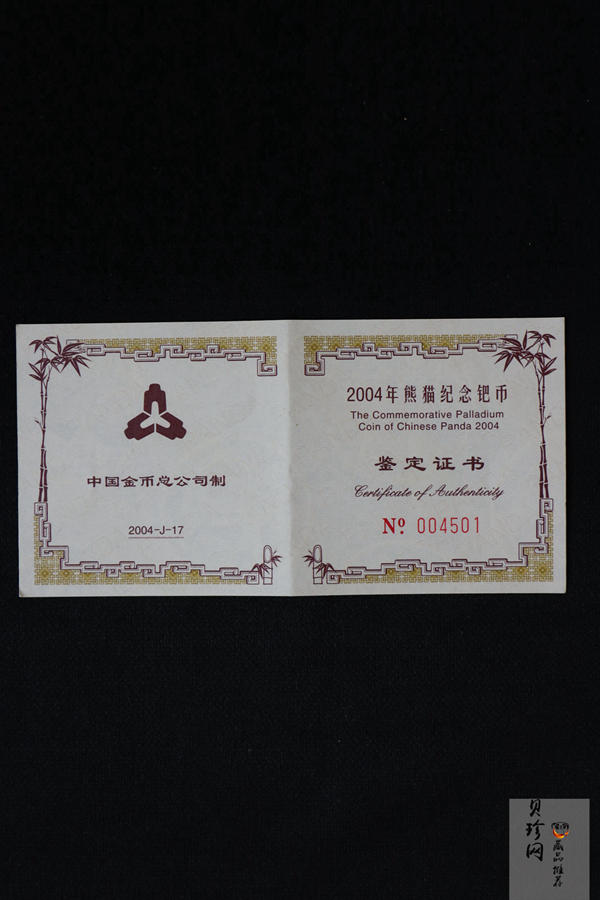 中国金币总公司制
2004-J-17
2004年熊猫纪念钯币
The Commemorative Palladium
Coin of Chinese Panda 2004
鉴定证书
Certificate of Authenticity
Nº 004501
贝珍网
藏品推荐